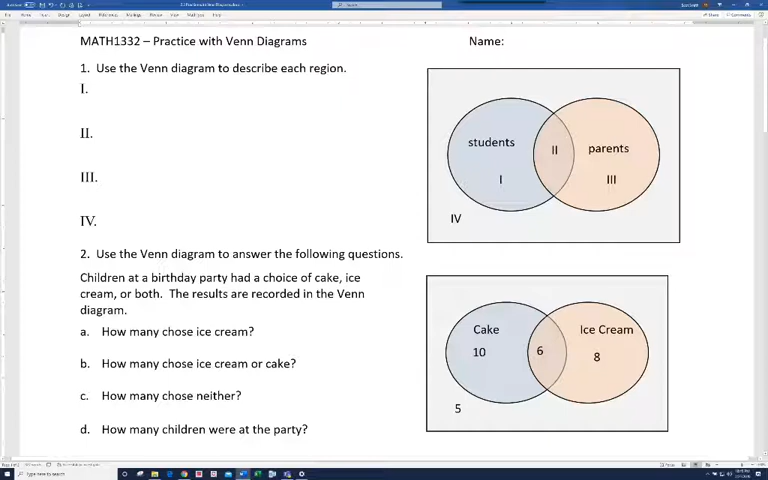 MATH1332 – Practice with Venn Diagrams
Name:
1. Use the Venn diagram to describe each region.
I.
II.
III.
IV.
students
parents
I
II
III
IV
2. Use the Venn diagram to answer the following questions.
Children at a birthday party had a choice of cake, ice
cream, or both. The results are recorded in the Venn
diagram.
a. How many chose ice cream?
b. How many chose ice cream or cake?
c. How many chose neither?
d. How many children were at the party?
Cake
Ice Cream
10
6
8
5
Type here to search